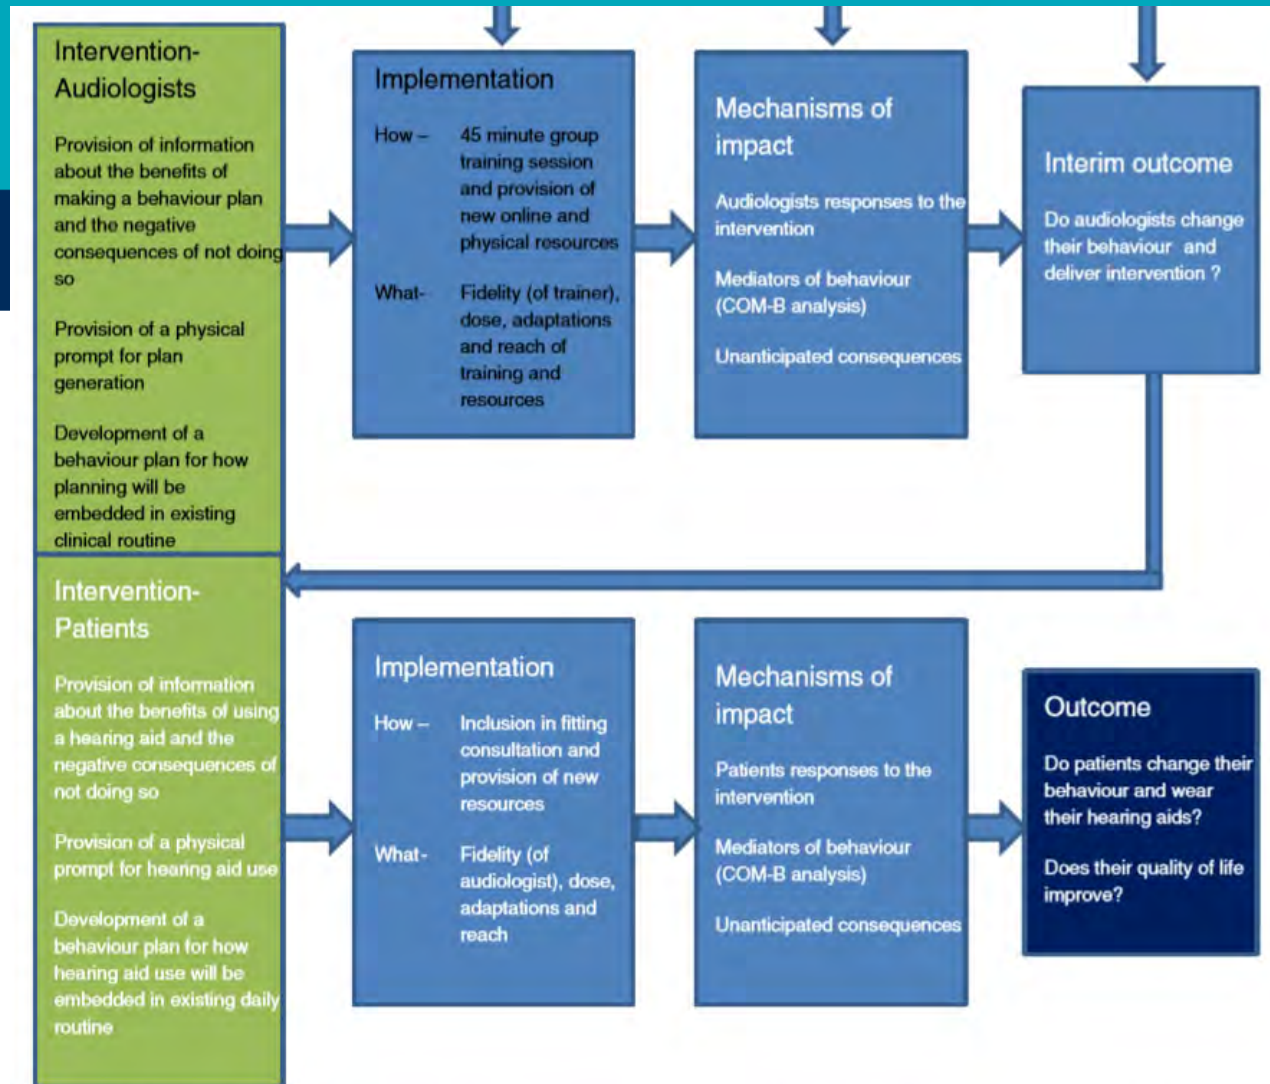 Intervention-
Audiologists
Provision of information
about the benefits of
making a behaviour plan
and the negative
consequences of not doing
so
Provision of a physical
prompt for plan
generation
Development of a
behaviour plan for how
planning will be
embedded in existing
clinical routine
Implementation
How – 45 minute group
training session
and provision of
new online and
physical resources
What- Fidelity (of trainer),
dose, adaptations
and reach of
training and
resources
Mechanisms of
impact
Audiologists responses to the
intervention
Mediators of behaviour
(COM-B analysis)
Unanticipated consequences
Interim outcome
Do audiologists change
their behaviour and
deliver intervention ?
Intervention-
Patients
Provision of information
about the benefits of using
a hearing aid and the
negative consequences of
not doing so
Provision of a physical
prompt for hearing aid use
Development of a
behaviour plan for how
hearing aid use will be
embedded in existing daily
routine
Implementation
How – Inclusion in fitting
consultation and
provision of new
resources
What- Fidelity (of
audiologist), dose,
adaptations and
reach
Mechanisms of
impact
Patients responses to the
intervention
Mediators of behaviour
(COM-B analysis)
Unanticipated consequences
Outcome
Do patients change their
behaviour and wear
their hearing aids?
Does their quality of life
improve?